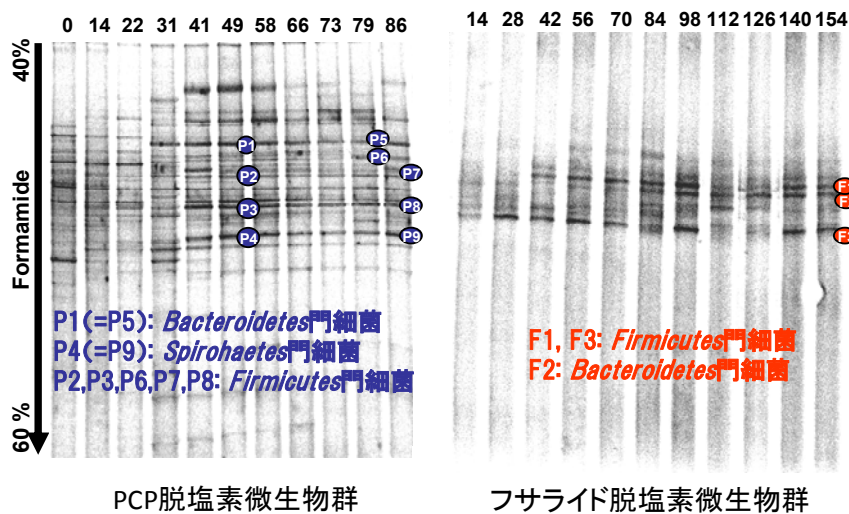 0 14 22 31 41 49 58 66 73 79 86
14 28 42 56 70 84 98 112 126 140 154
40%
Formamide
60 %
P1
P2
P3
P4
P5
P6
P7
P8
P9
P1(=P5): Bacteroidetes門細菌
P4(=P9): Spirohaetes門細菌
P2,P3,P6,P7,P8: Firmicutes門細菌
F1, F3: Firmicutes門細菌
F2: Bacteroidetes門細菌
PCP脱塩素微生物群
フサライド脱塩素微生物群